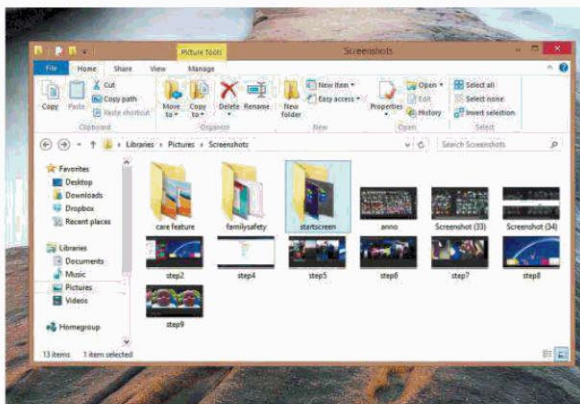 Picture Tools
Screenshots
File Home Share View Manage
Copy
Paste
Cut
Copy path
Paste shortcut
Clipboard
Move to
Copy to
Delete
Rename
Organize
New folder
New item
Easy access
New
Properties
Open
Edit
History
Open
Select all
Select none
Invert selection
Select
Libraries Pictures Screenshots
Search Screenshots
Favorites
Desktop
Downloads
Dropbox
Recent places
Libraries
Documents
Music
Pictures
Videos
Homegroup
care feature familysafety startscreen anno Screenshot (33) Screenshot (34)
step2 step4 step5 step6 step7 step8
step9
13 items 1 item selected